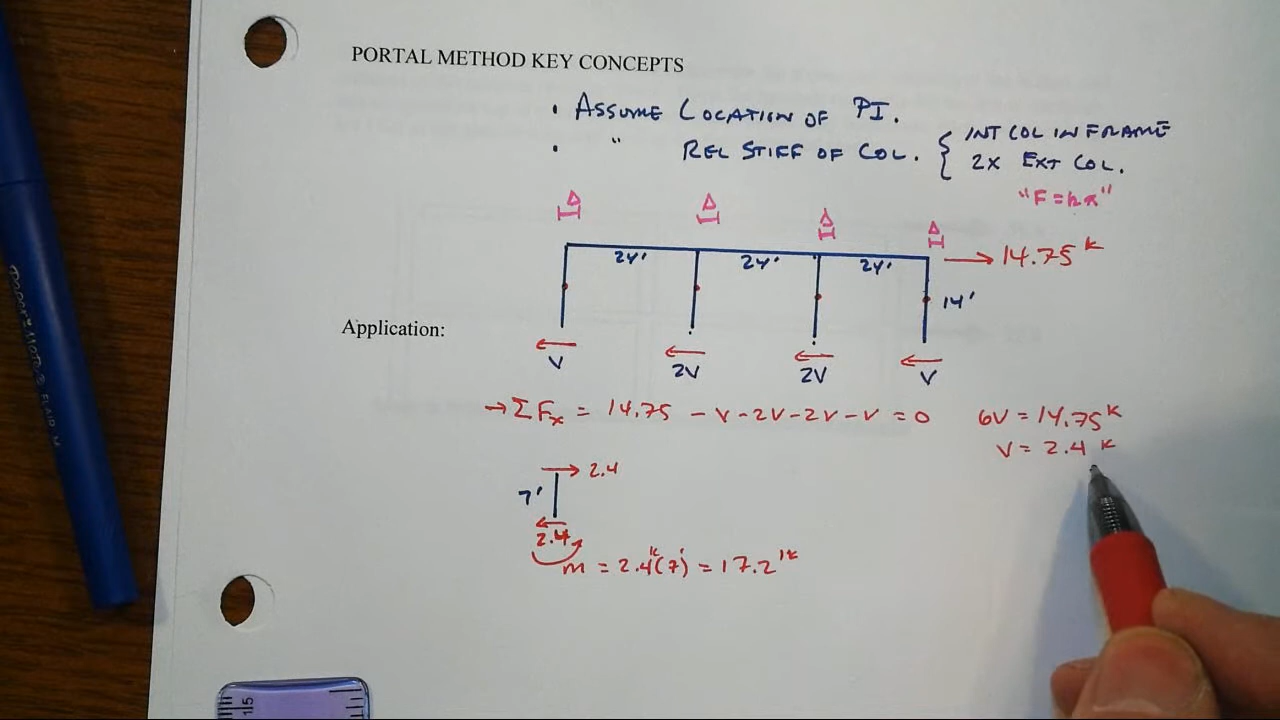 PORTAL METHOD KEY CONCEPTS
• ASSUME LOCATION OF PI.
• " REL STIFF OF COL. { INT COL IN FRAME
2X EXT COL.
"F=kx"
Δ Δ Δ Δ
24' 24' 24' → 14.75 k
14'
Application:
V 2V 2V V
→ ΣFx = 14.75 - V - 2V - 2V - V = 0 6V = 14.75 k
V = 2.4 k
→ 2.4
7'
2.4
m = 2.4k(7') = 17.2 'k
15